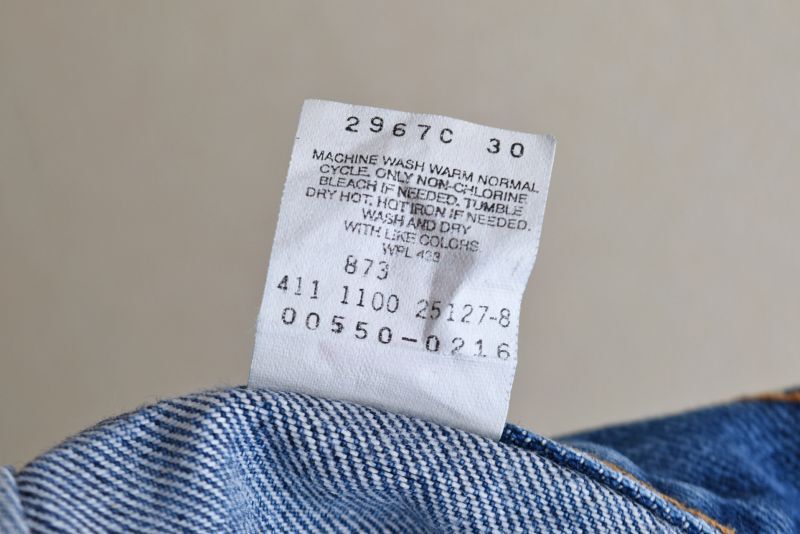 2967C 30
MACHINE WASH WARM NORMAL
CYCLE. ONLY NON-CHLORINE
BLEACH IF NEEDED. TUMBLE
DRY HOT. HOT IRON IF NEEDED.
WASH AND DRY
WITH LIKE COLORS.
WPL 423
873
411 1100 25127-8
00550-0216